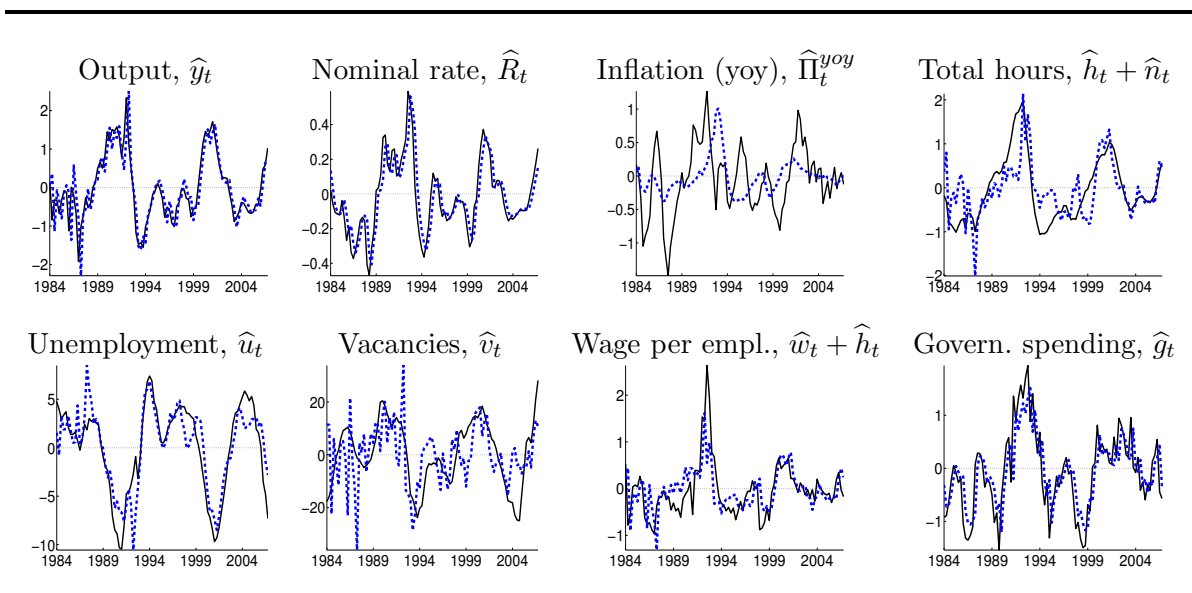 Output, ŷ_t
Nominal rate, R̂_t
Inflation (yoy), Π̂_t^{yoy}
Total hours, ĥ_t + n̂_t
2
1
0
−1
−2
1984 1989 1994 1999 2004
0.4
0.2
0
−0.2
−0.4
1984 1989 1994 1999 2004
1
0.5
0
−0.5
−1
1984 1989 1994 1999 2004
2
1
0
−1
−2
1984 1989 1994 1999 2004
Unemployment, û_t
Vacancies, v̂_t
Wage per empl., ŵ_t + ĥ_t
Govern. spending, ĝ_t
5
0
−5
−10
1984 1989 1994 1999 2004
20
0
−20
1984 1989 1994 1999 2004
2
1
0
−1
1984 1989 1994 1999 2004
1
0
−1
1984 1989 1994 1999 2004